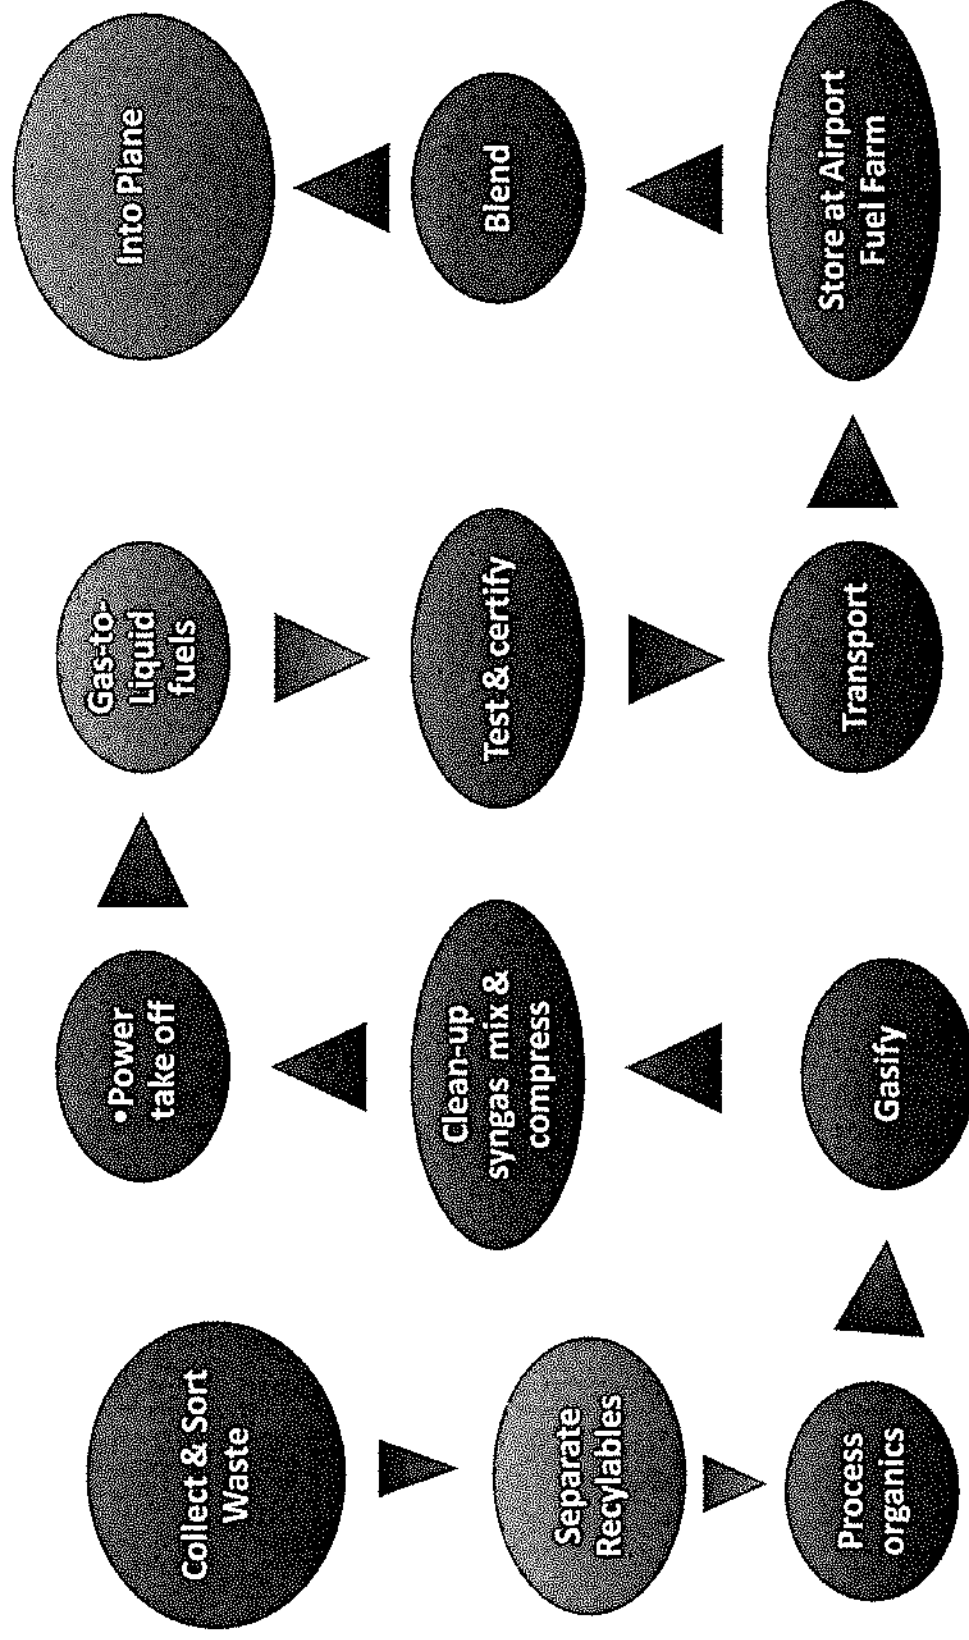 Collect & Sort
Waste
Separate
Recylables
Process
organics
Gasify
Clean-up
syngas mix &
compress
•Power
take off
Gas-to-
Liquid
fuels
Test & certify
Transport
Store at Airport
Fuel Farm
Blend
Into Plane